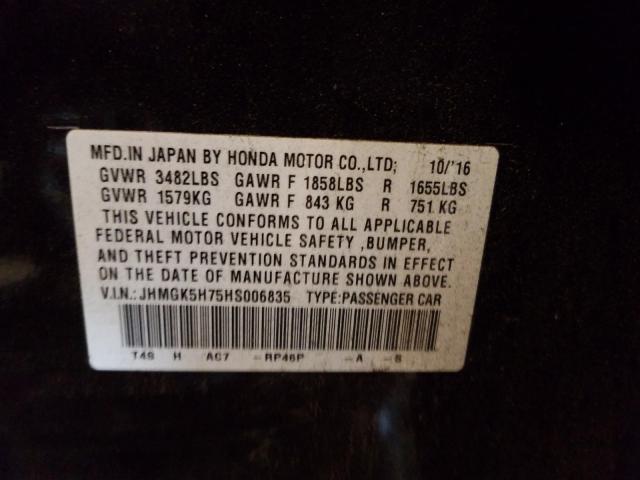 MFD.IN JAPAN BY HONDA MOTOR CO.,LTD; 10/'16
GVWR 3482LBS GAWR F 1858LBS R 1655LBS
GVWR 1579KG GAWR F 843 KG R 751 KG
THIS VEHICLE CONFORMS TO ALL APPLICABLE
FEDERAL MOTOR VEHICLE SAFETY ,BUMPER,
AND THEFT PREVENTION STANDARDS IN EFFECT
ON THE DATE OF MANUFACTURE SHOWN ABOVE.
V.I.N.:JHMGK5H75HS006835 TYPE:PASSENGER CAR
T49 H AC7 -RP46P -A -B